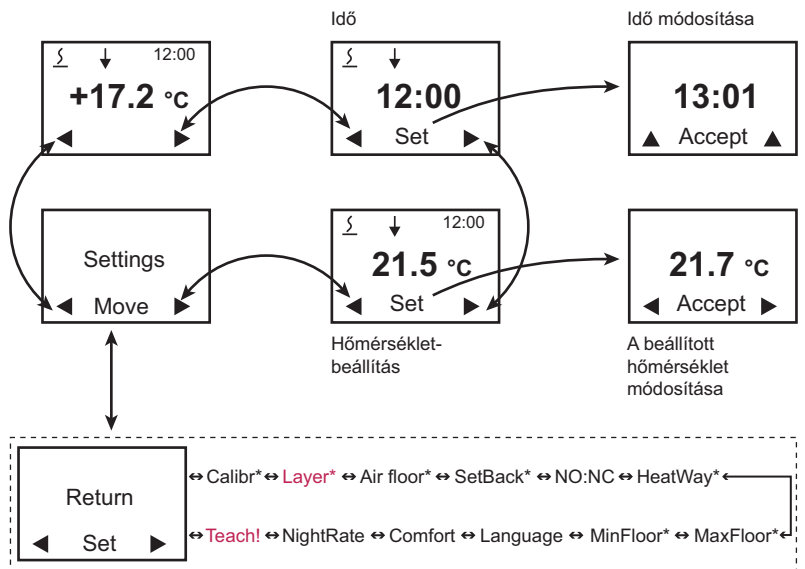 Idő
Idő módosítása
12:00
+17.2 °C
12:00
Set
13:01
Accept
Settings
Move
12:00
21.5 °C
Set
21.7 °C
Accept
Hőmérséklet-
beállítás
A beállított
hőmérséklet
módosítása
Return
Set
↔ Calibr* ↔ Layer* ↔ Air floor* ↔ SetBack* ↔ NO:NC ↔ HeatWay*
↔ Teach! ↔ NightRate ↔ Comfort ↔ Language ↔ MinFloor* ↔ MaxFloor*